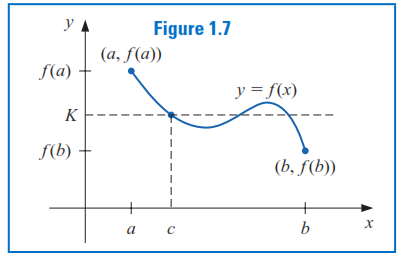 Figure 1.7
y
(a, f(a))
f(a)
y = f(x)
K
f(b)
(b, f(b))
a
c
b
x